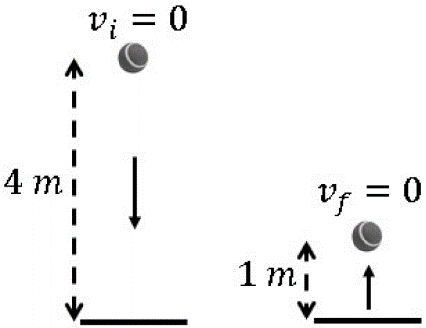 v_i = 0
4 m
v_f = 0
1 m